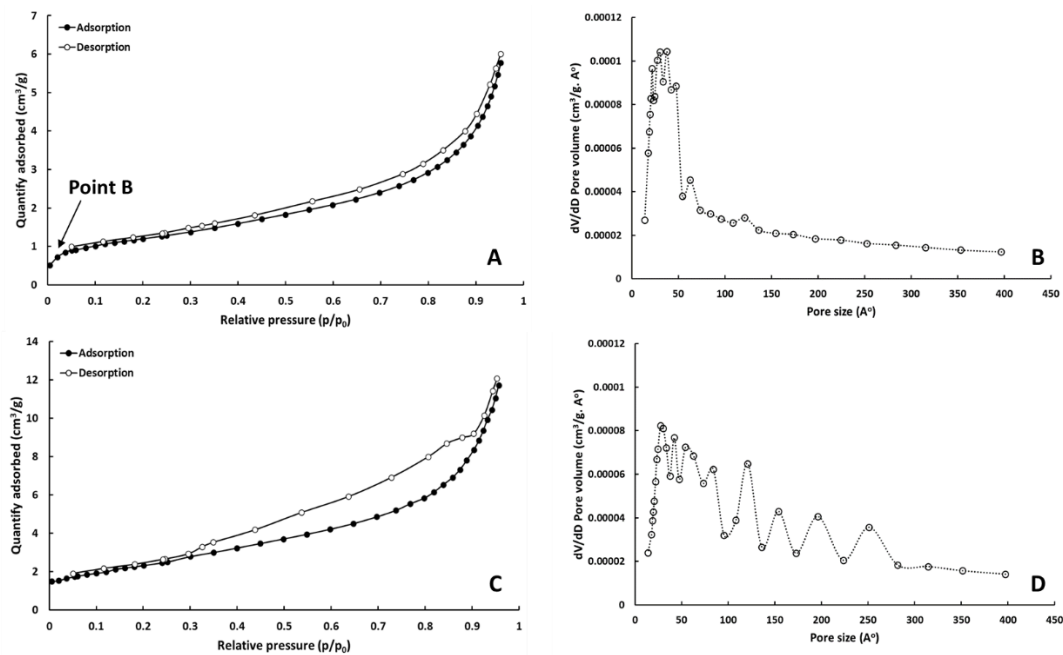 Quantify adsorbed (cm³/g)
7
6
5
4
3
2
1
0
Adsorption
Desorption
Point B
A
0 0.1 0.2 0.3 0.4 0.5 0.6 0.7 0.8 0.9 1
Relative pressure (p/p₀)
dV/dD Pore volume (cm³/g. A°)
0.00012
0.0001
0.00008
0.00006
0.00004
0.00002
0
B
0 50 100 150 200 250 300 350 400 450
Pore size (A°)
Quantify adsorbed (cm³/g)
14
12
10
8
6
4
2
0
Adsorption
Desorption
C
0 0.1 0.2 0.3 0.4 0.5 0.6 0.7 0.8 0.9 1
Relative pressure (p/p₀)
dV/dD Pore volume (cm³/g. A°)
0.00012
0.0001
0.00008
0.00006
0.00004
0.00002
0
D
0 50 100 150 200 250 300 350 400 450
Pore size (A°)